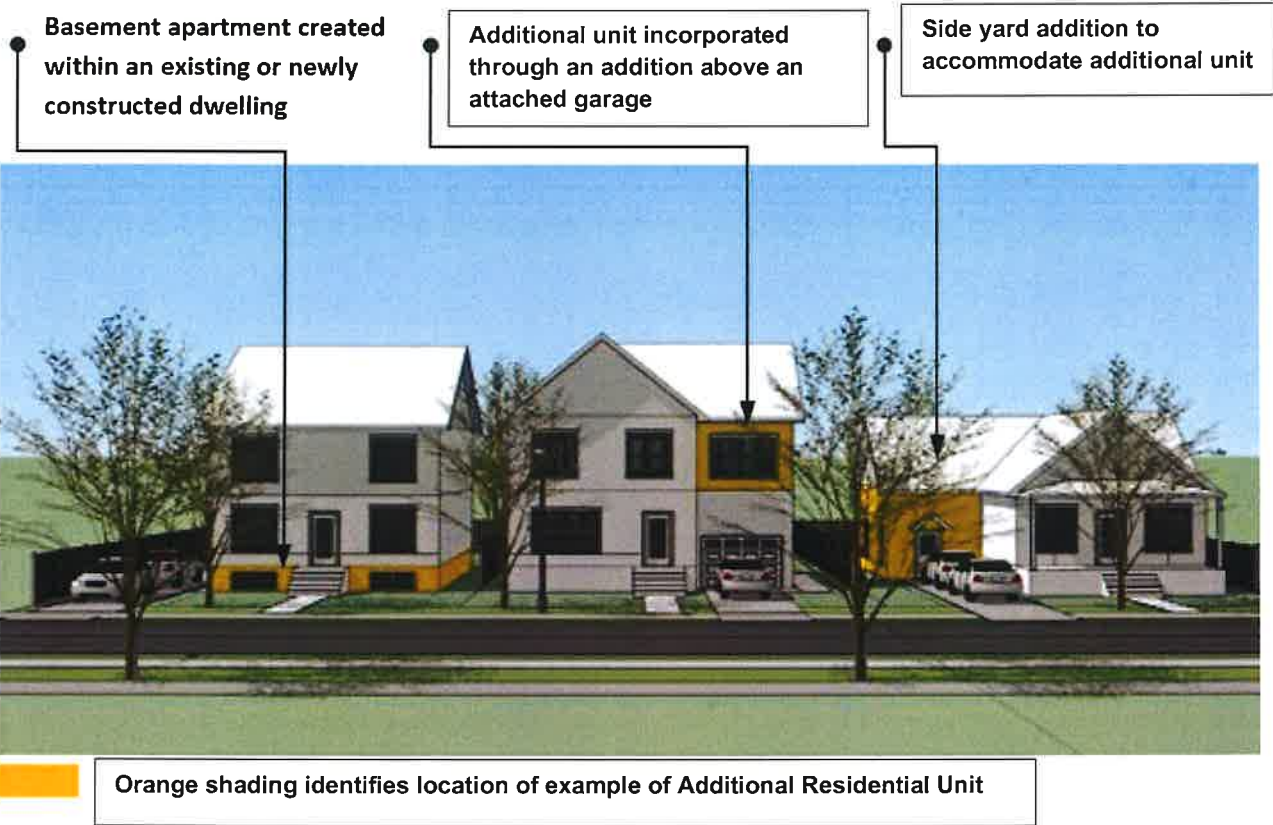 Basement apartment created
within an existing or newly
constructed dwelling
Additional unit incorporated
through an addition above an
attached garage
Side yard addition to
accommodate additional unit
Orange shading identifies location of example of Additional Residential Unit